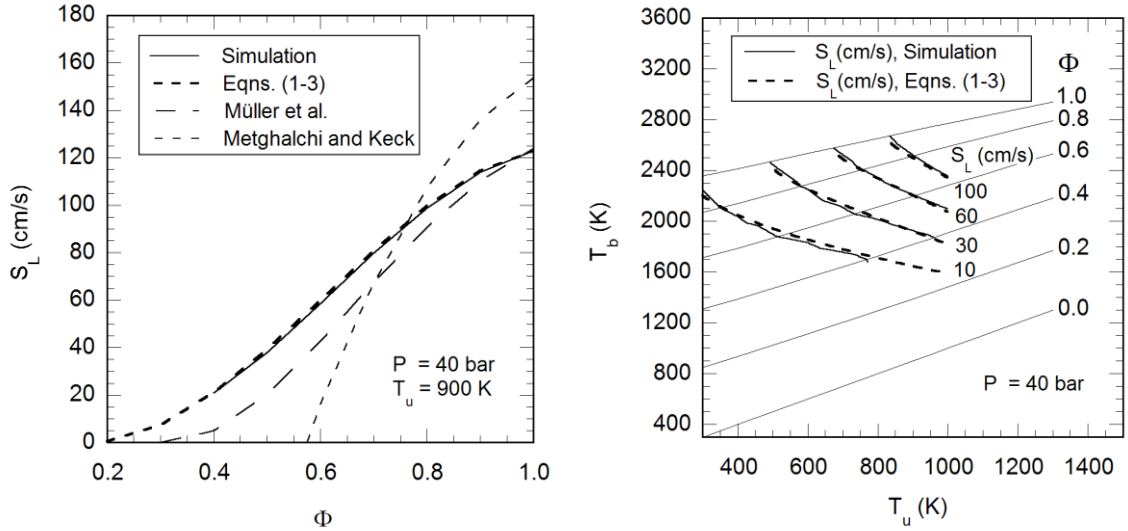 180
160
140
120
100
80
60
40
20
0
S_L (cm/s)
Simulation
Eqns. (1-3)
Müller et al.
Metghalchi and Keck
P = 40 bar
T_u = 900 K
0.2
0.4
0.6
0.8
1.0
Φ
3600
3200
2800
2400
2000
1600
1200
800
400
T_b (K)
S_L(cm/s), Simulation
S_L(cm/s), Eqns. (1-3)
Φ
1.0
0.8
0.6
0.4
0.2
0.0
S_L (cm/s)
100
60
30
10
P = 40 bar
400
600
800
1000
1200
1400
T_u (K)